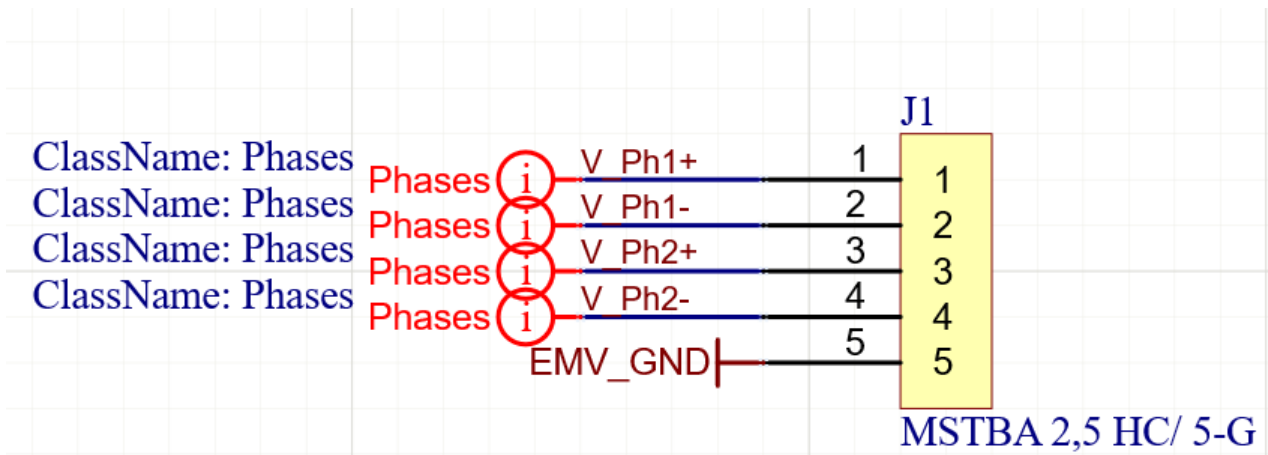 J1
ClassName: Phases Phases i V_Ph1+ 1 1
ClassName: Phases Phases i V_Ph1- 2 2
ClassName: Phases Phases i V_Ph2+ 3 3
ClassName: Phases Phases i V_Ph2- 4 4
EMV_GND 5 5
MSTBA 2,5 HC/ 5-G